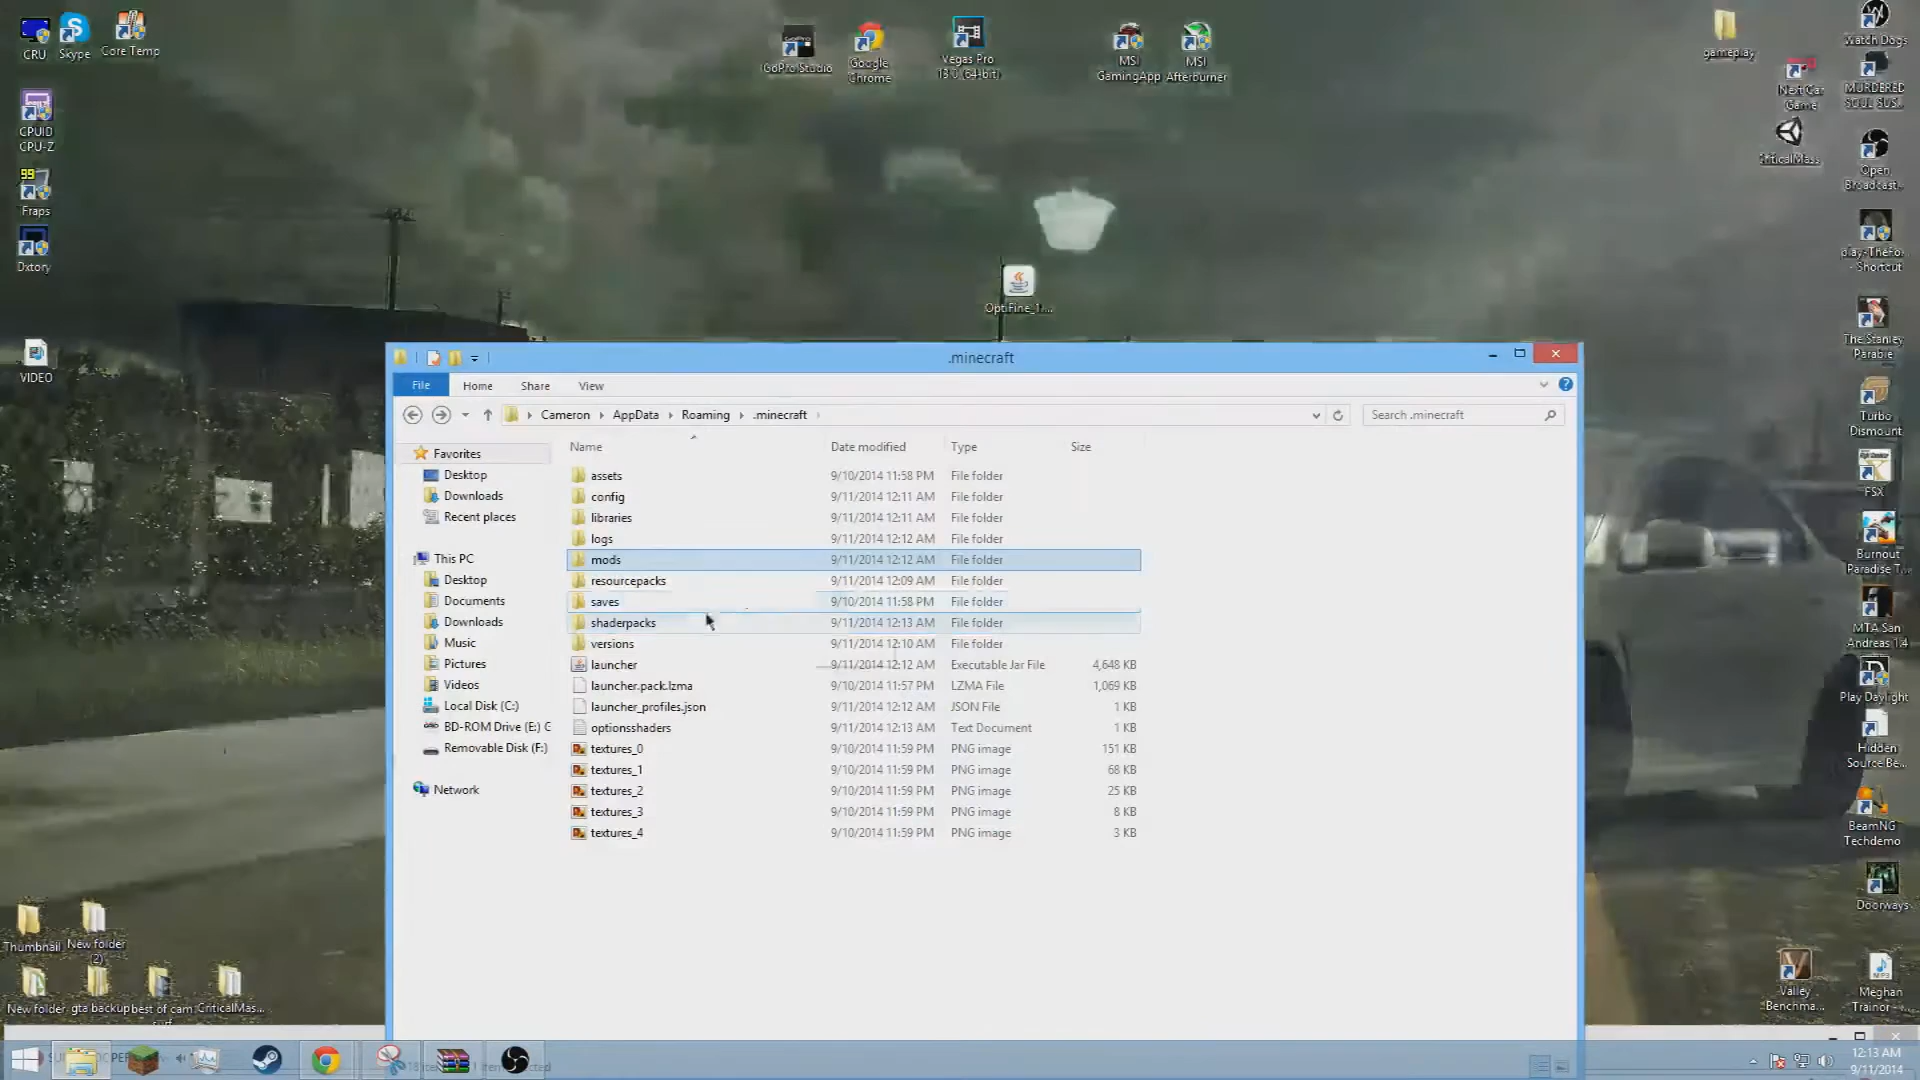 CRU
Skype
Core Temp
GoPro Studio
Google
Chrome
Vegas Pro
13.0 (64-bit)
MSI
GamingApp
MSI
Afterburner
gameplay
Watch Dogs
Next Car
Game
MURDERED
SOUL SUS...
CriticalMass
CPUID
CPU-Z
99
Fraps
Dxtory
VIDEO
Open
Broadcast...
play-TheFo...
- Shortcut
OptiFine_1....
The Stanley
Parable
Turbo
Dismount
FSX
Burnout
Paradise T...
MTA San
Andreas 1.4
Play Daylight
Hidden
Source Be...
BeamNG
Techdemo
Doorways
Valley
Benchma...
Meghan
Trainor -...
.minecraft
File Home Share View
Cameron AppData Roaming .minecraft
Search .minecraft
Name Date modified Type Size
Favorites
Desktop
Downloads
Recent places
This PC
Desktop
Documents
Downloads
Music
Pictures
Videos
Local Disk (C:)
BD-ROM Drive (E:) G
Removable Disk (F:)
Network
assets 9/10/2014 11:58 PM File folder
config 9/11/2014 12:11 AM File folder
libraries 9/11/2014 12:11 AM File folder
logs 9/11/2014 12:12 AM File folder
mods 9/11/2014 12:12 AM File folder
resourcepacks 9/11/2014 12:09 AM File folder
saves 9/10/2014 11:58 PM File folder
shaderpacks 9/11/2014 12:13 AM File folder
versions 9/11/2014 12:10 AM File folder
launcher 9/11/2014 12:12 AM Executable Jar File 4,648 KB
launcher.pack.lzma 9/10/2014 11:57 PM LZMA File 1,069 KB
launcher_profiles.json 9/11/2014 12:12 AM JSON File 1 KB
optionsshaders 9/11/2014 12:13 AM Text Document 1 KB
textures_0 9/10/2014 11:59 PM PNG image 151 KB
textures_1 9/10/2014 11:59 PM PNG image 68 KB
textures_2 9/10/2014 11:59 PM PNG image 25 KB
textures_3 9/10/2014 11:59 PM PNG image 8 KB
textures_4 9/10/2014 11:59 PM PNG image 3 KB
Thumbnail
New folder
(2)
New folder
gta backup
best of cam
stuff
CriticalMas...
12:13 AM
9/11/2014